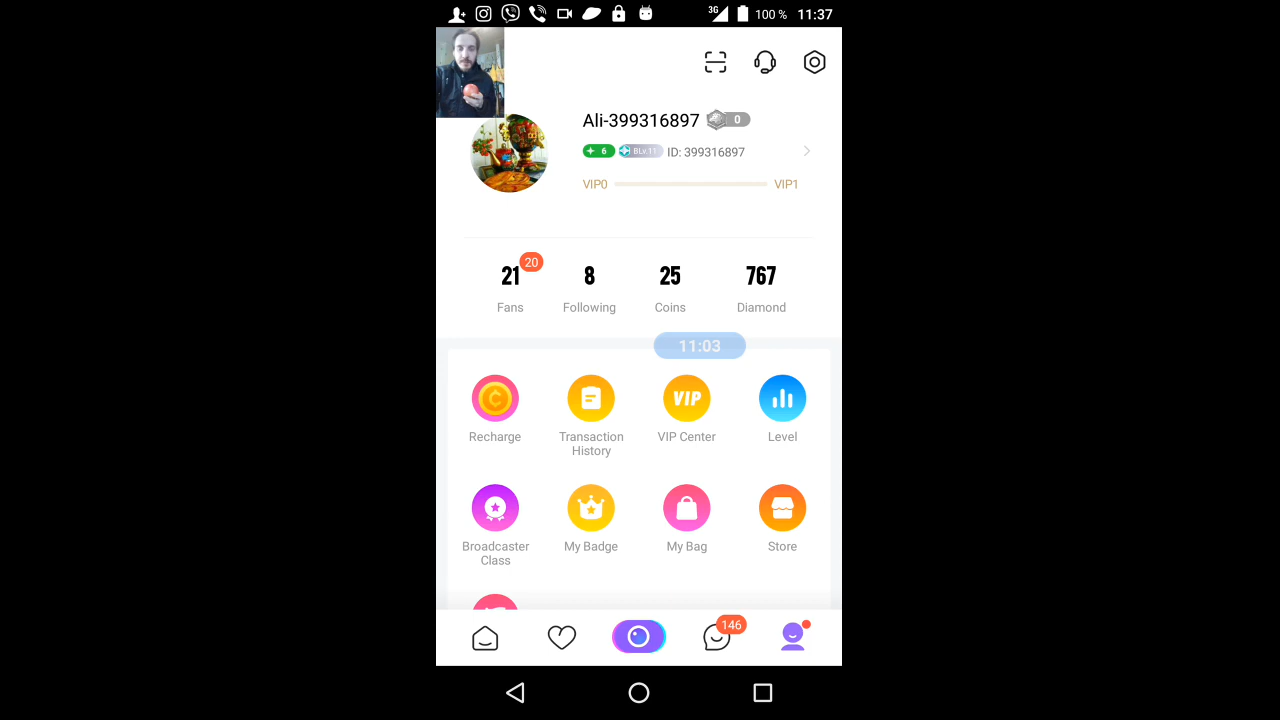 3G 100 % 11:37
Ali-399316897 0
6 BLv.11 ID: 399316897
VIP0 VIP1
21 20 8 25 767
Fans Following Coins Diamond
11:03
VIP
Recharge Transaction History VIP Center Level
Broadcaster Class My Badge My Bag Store
146